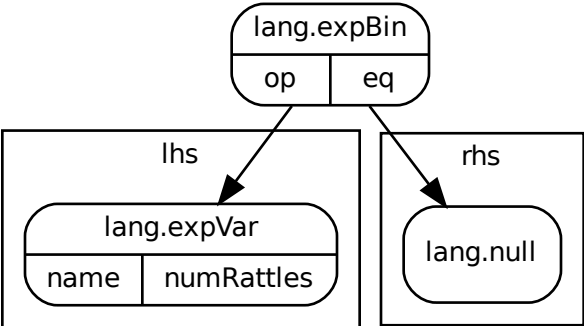 lang.expBin
op eq
lhs
rhs
lang.expVar
name numRattles
lang.null